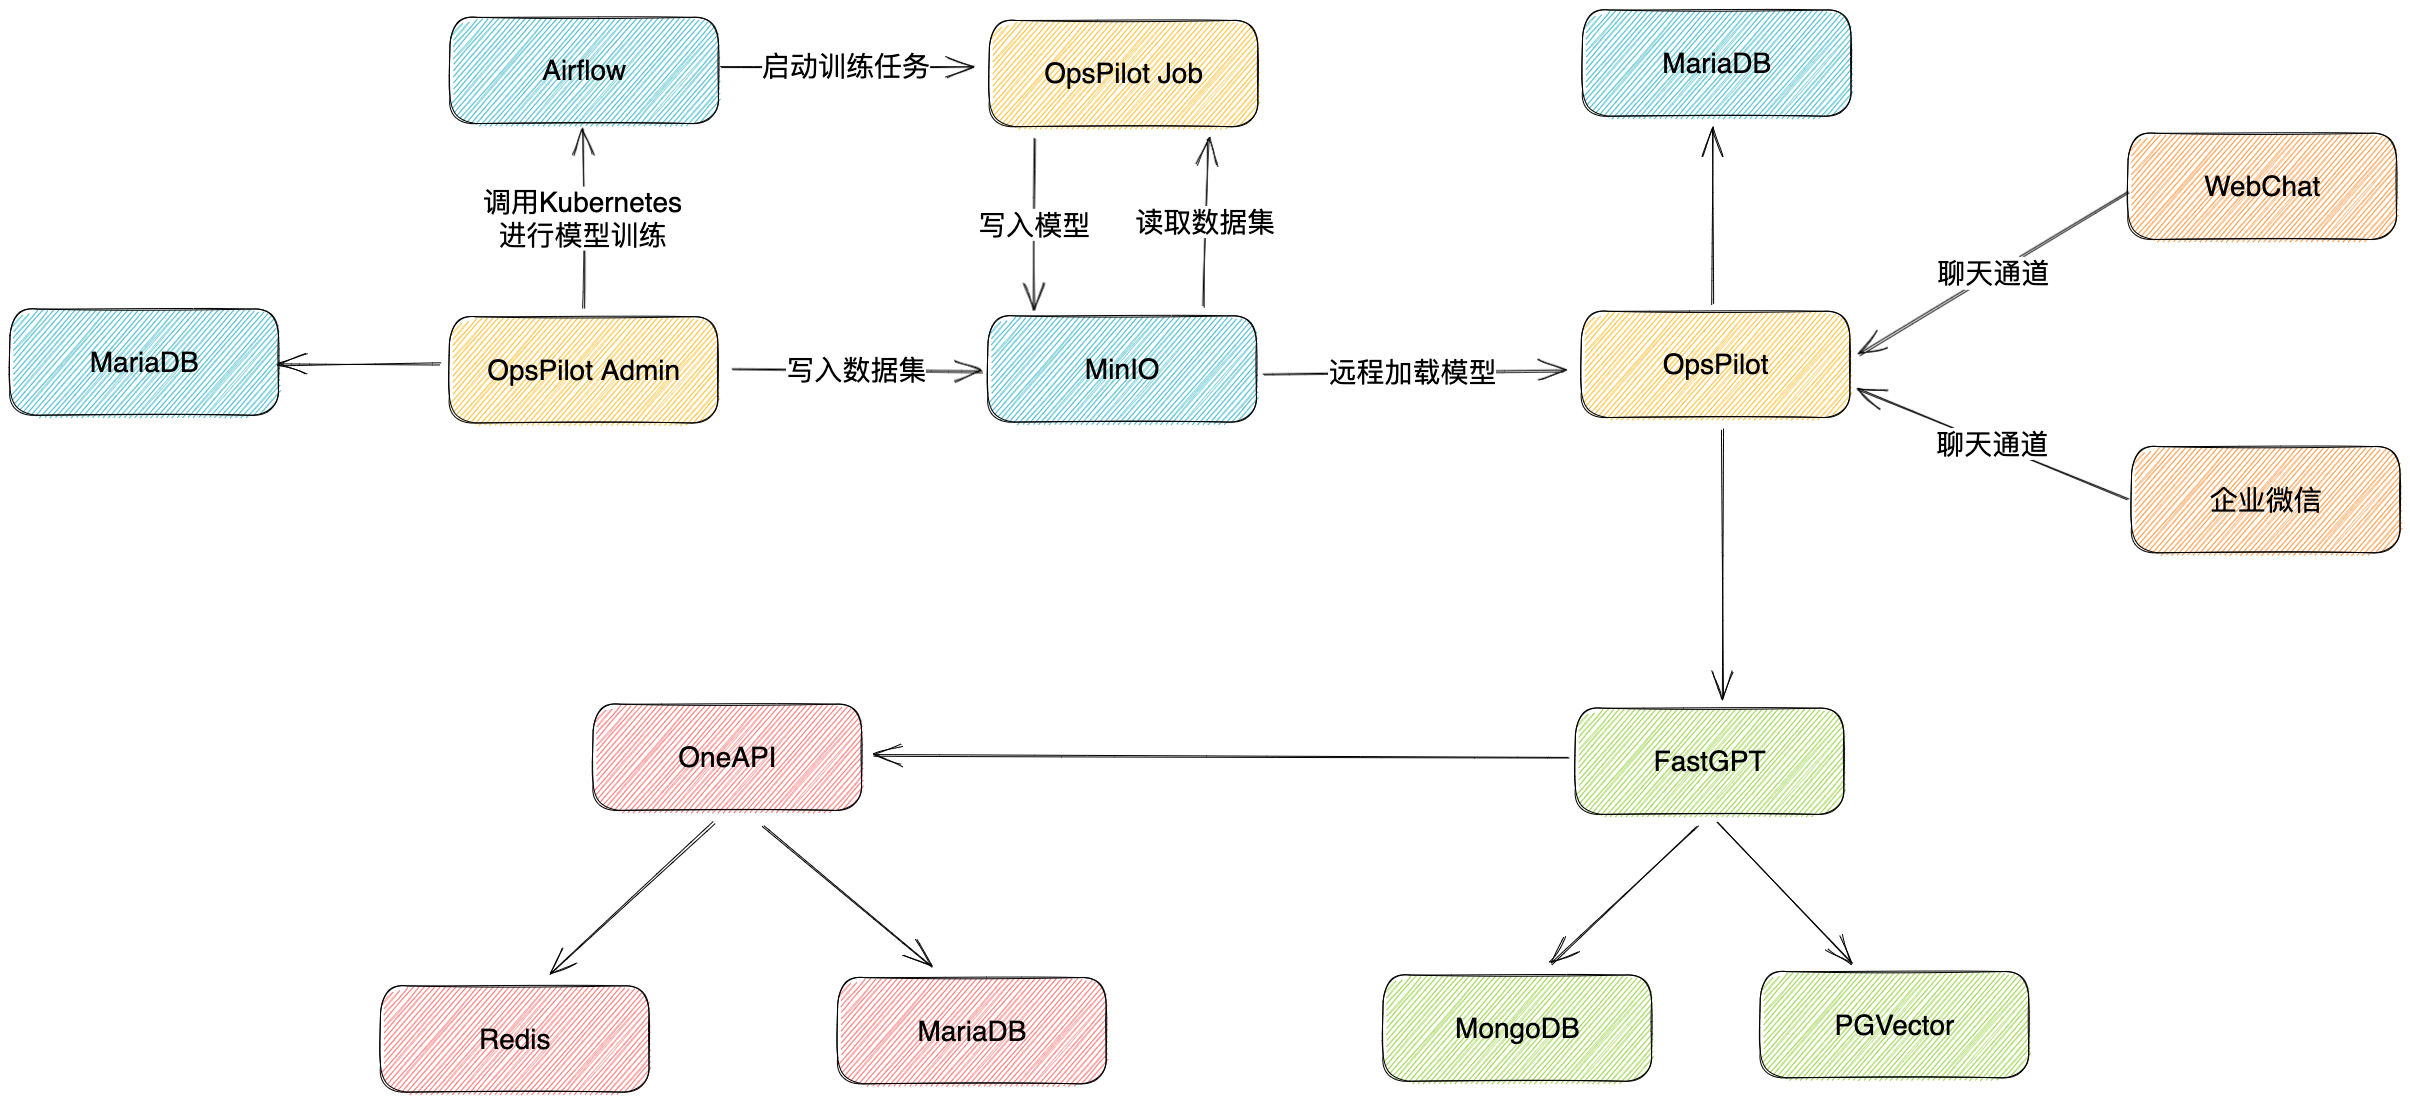 Airflow
启动训练任务
OpsPilot Job
MariaDB
WebChat
调用Kubernetes
进行模型训练
写入模型
读取数据集
聊天通道
MariaDB
OpsPilot Admin
写入数据集
MinIO
远程加载模型
OpsPilot
聊天通道
企业微信
OneAPI
FastGPT
Redis
MariaDB
MongoDB
PGVector